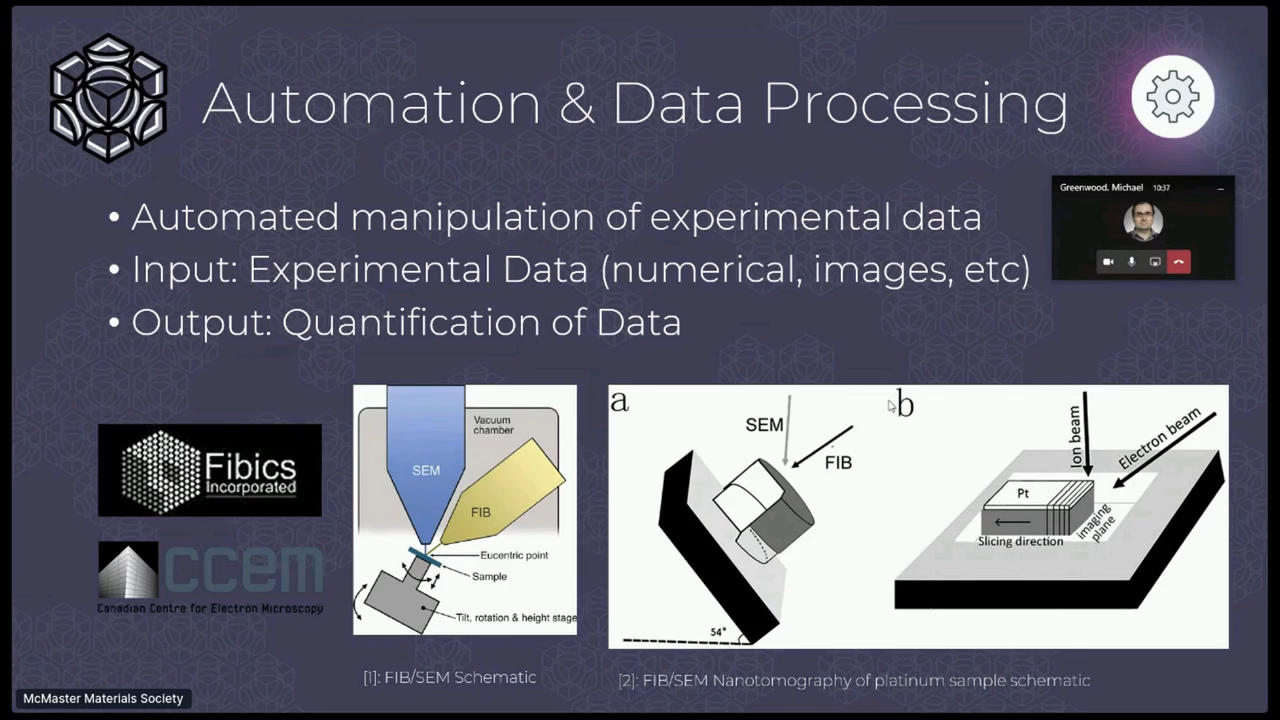 Automation & Data Processing
Greenwood, Michael 10:37
• Automated manipulation of experimental data
• Input: Experimental Data (numerical, images, etc)
• Output: Quantification of Data
Fibics
Incorporated
ccem
Canadian Centre for Electron Microscopy
Vacuum
chamber
SEM
FIB
Eucentric point
Sample
Tilt, rotation & height stage
[1]: FIB/SEM Schematic
a
SEM
FIB
54°
b
Ion beam
Electron beam
Pt
imaging
plane
Slicing direction
[2]: FIB/SEM Nanotomography of platinum sample schematic
McMaster Materials Society